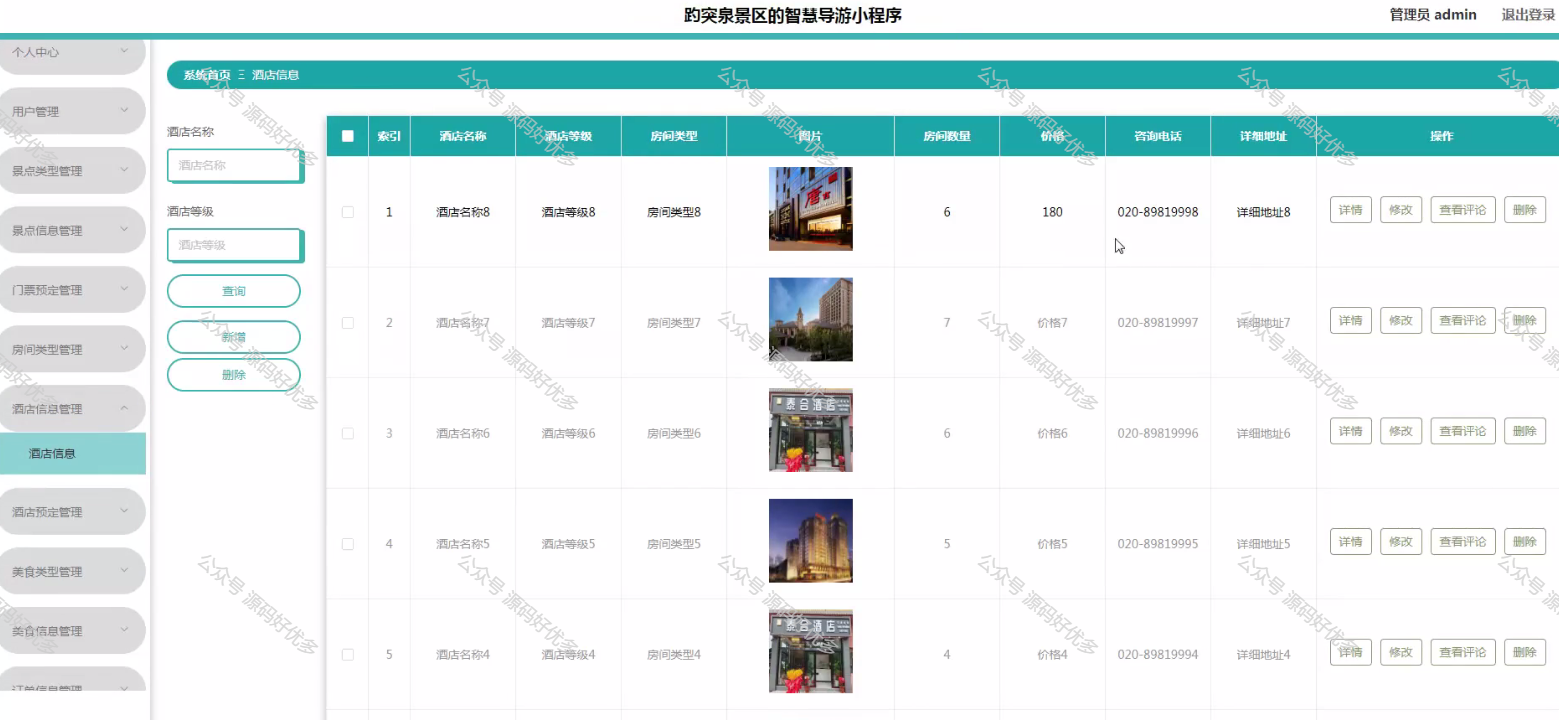 趵突泉景区的智慧导游小程序
管理员 admin
退出登录
个人中心
用户管理
景点类型管理
景点信息管理
门票预定管理
房间类型管理
酒店信息管理
酒店信息
酒店预定管理
美食类型管理
美食信息管理
订单信息管理
系统首页 Ξ 酒店信息
酒店名称
酒店名称
酒店等级
酒店等级
查询
新增
删除
索引 酒店名称 酒店等级 房间类型 图片 房间数量 价格 咨询电话 详细地址 操作
1 酒店名称8 酒店等级8 房间类型8 6 180 020-89819998 详细地址8 详情 修改 查看评论 删除
2 酒店名称7 酒店等级7 房间类型7 7 价格7 020-89819997 详细地址7 详情 修改 查看评论 删除
3 酒店名称6 酒店等级6 房间类型6 泰合酒店 6 价格6 020-89819996 详细地址6 详情 修改 查看评论 删除
4 酒店名称5 酒店等级5 房间类型5 5 价格5 020-89819995 详细地址5 详情 修改 查看评论 删除
5 酒店名称4 酒店等级4 房间类型4 泰合酒店 4 价格4 020-89819994 详细地址4 详情 修改 查看评论 删除
公众号 源码好优多